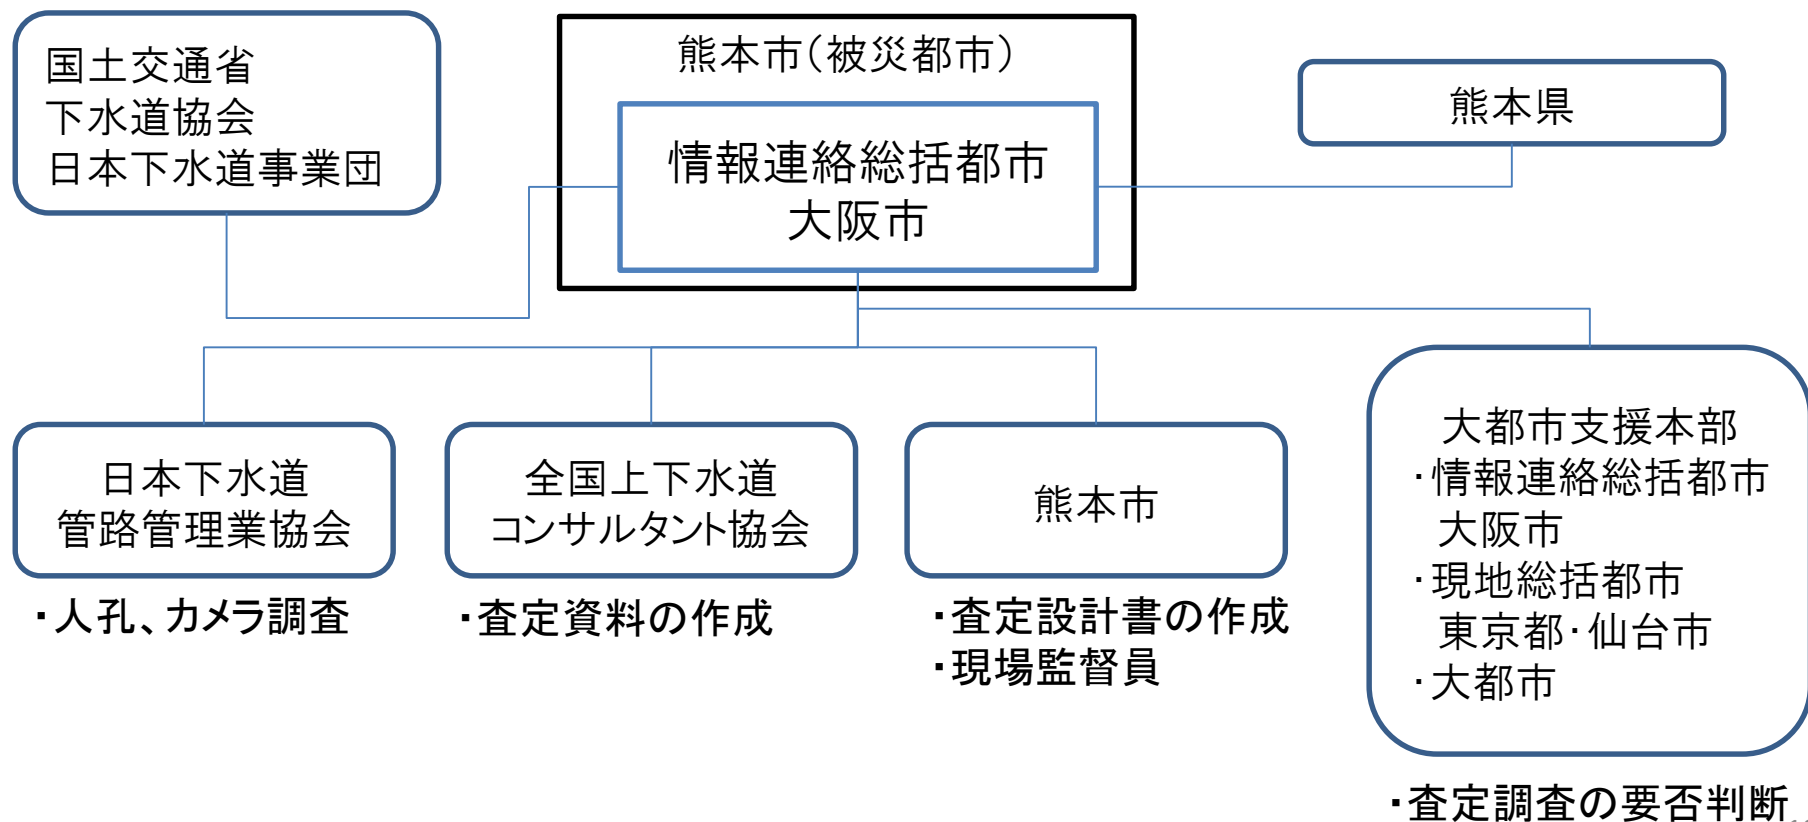 国土交通省
下水道協会
日本下水道事業団
熊本市(被災都市)
情報連絡総括都市
大阪市
熊本県
日本下水道
管路管理業協会
・人孔、カメラ調査
全国上下水道
コンサルタント協会
・査定資料の作成
熊本市
・査定設計書の作成
・現場監督員
大都市支援本部
・情報連絡総括都市
大阪市
・現地総括都市
東京都・仙台市
・大都市
・査定調査の要否判断